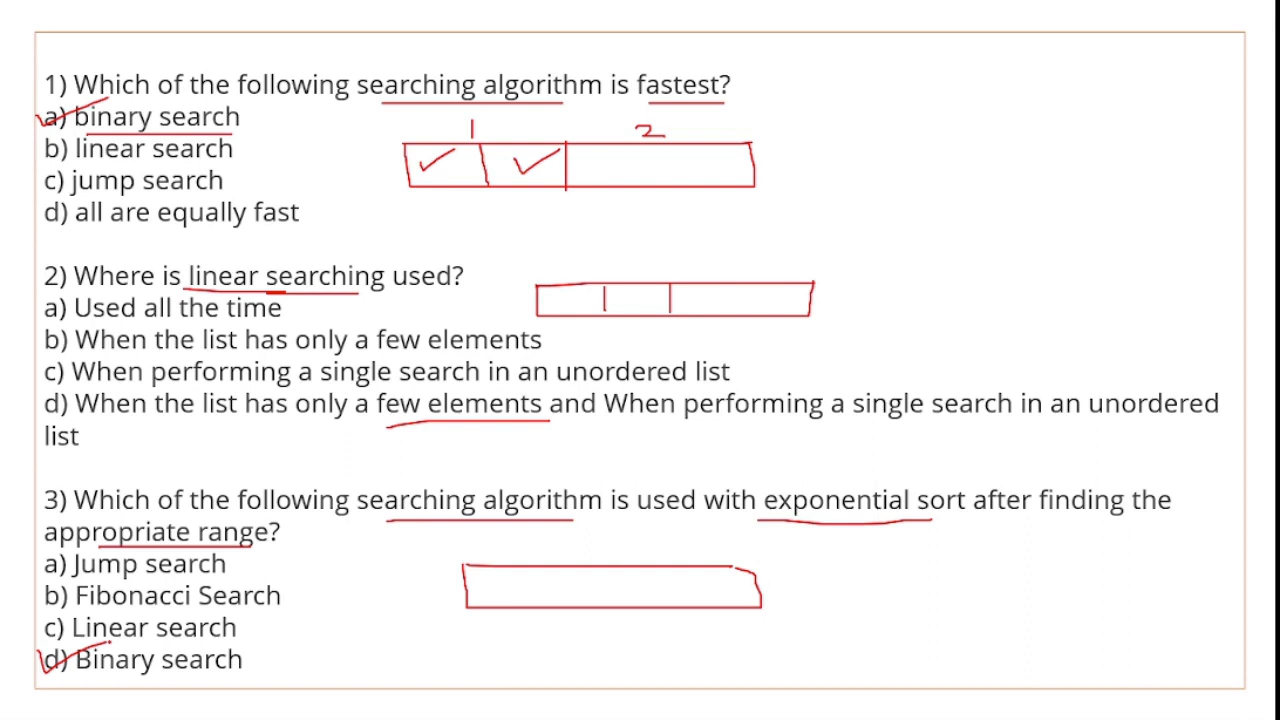 1) Which of the following searching algorithm is fastest?
a) binary search
1 2
b) linear search
c) jump search
d) all are equally fast
2) Where is linear searching used?
a) Used all the time
b) When the list has only a few elements
c) When performing a single search in an unordered list
d) When the list has only a few elements and When performing a single search in an unordered
list
3) Which of the following searching algorithm is used with exponential sort after finding the
appropriate range?
a) Jump search
b) Fibonacci Search
c) Linear search
d) Binary search